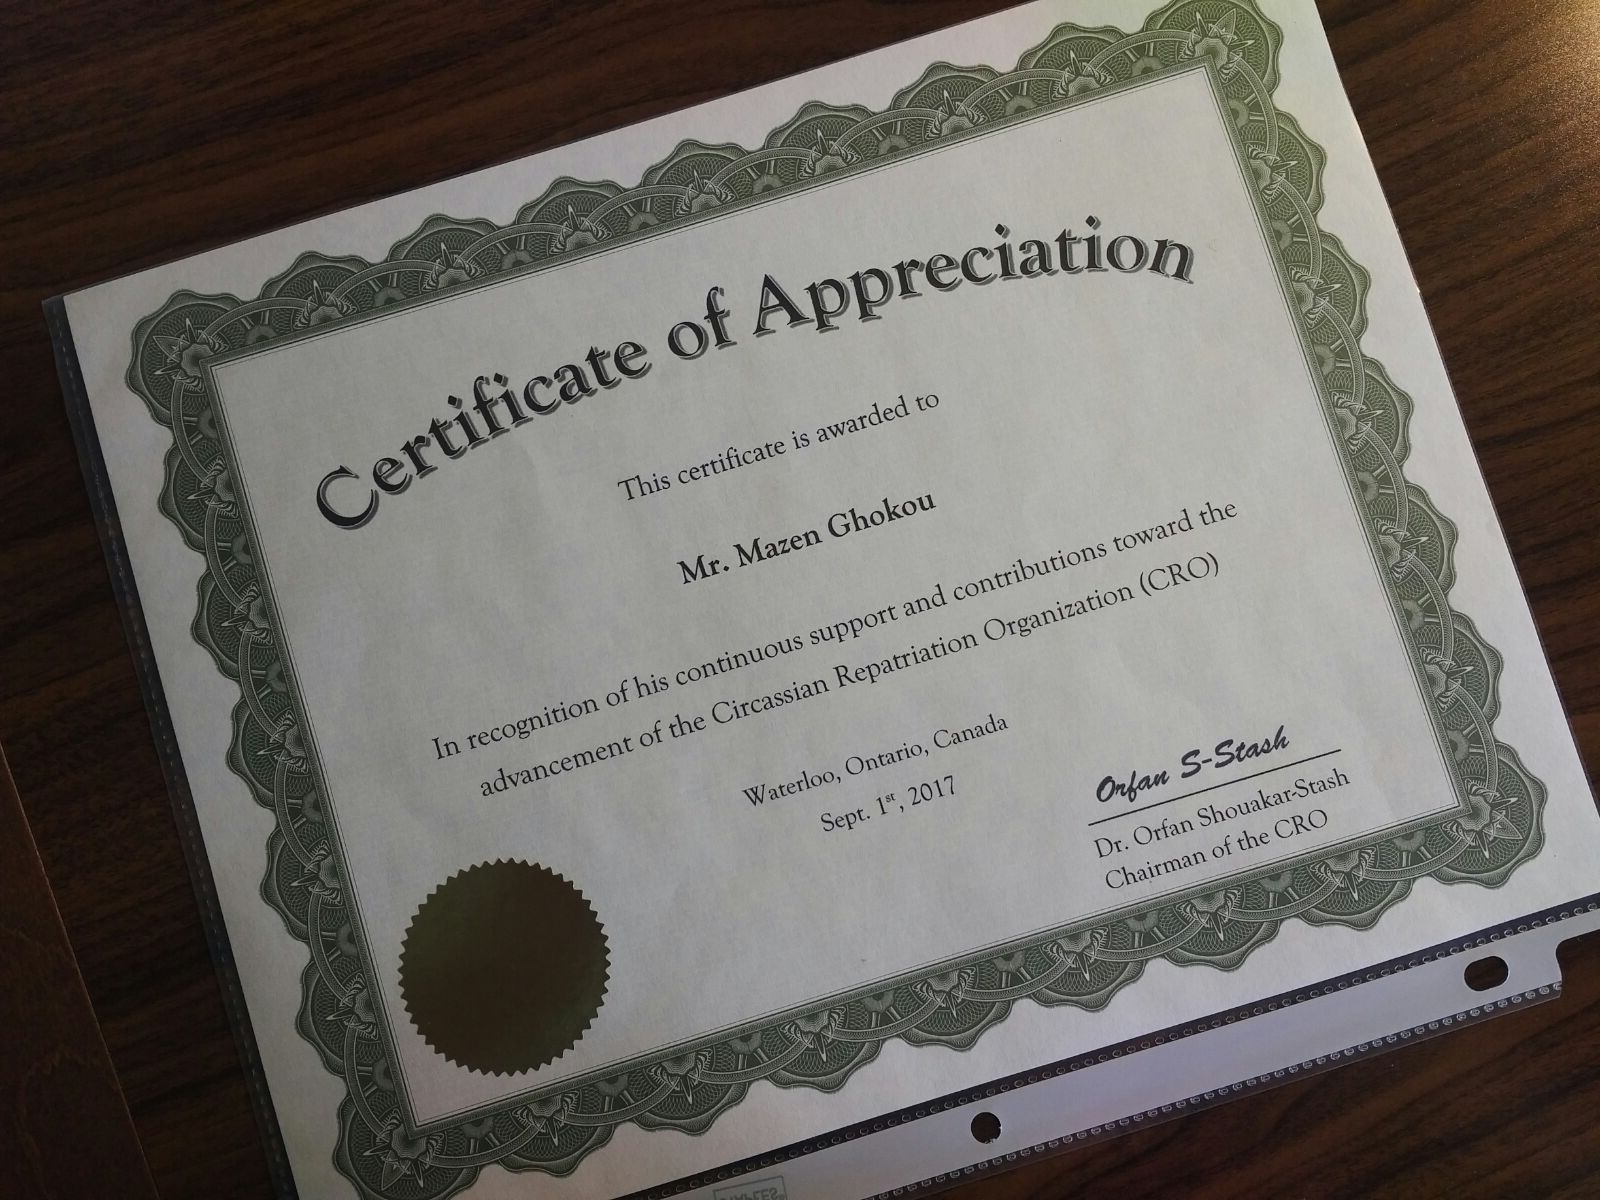 Certificate of Appreciation
This certificate is awarded to
Mr. Mazen Ghokou
In recognition of his continuous support and contributions toward the
advancement of the Circassian Repatriation Organization (CRO)
Waterloo, Ontario, Canada
Sept. 1st, 2017
Orfan S-Stash
Dr. Orfan Shouakar-Stash
Chairman of the CRO